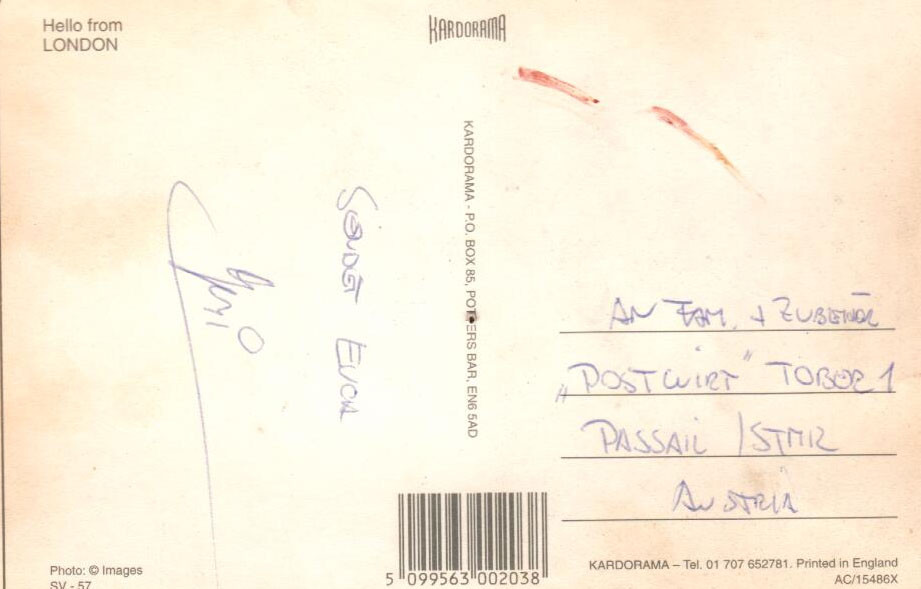 Hello from
LONDON
KARDORAMA
KARDORAMA - P.O. BOX 85, POTTERS BAR, EN6 5AD
SENDET EUCH
AN FAM. + ZUBEHÖR
„POSTWIRT" TOBER 1
PASSAIL / STMK
AUSTRIA
5 099563 002038
Photo: © Images
SV - 57
KARDORAMA – Tel. 01 707 652781. Printed in England
AC/15486X